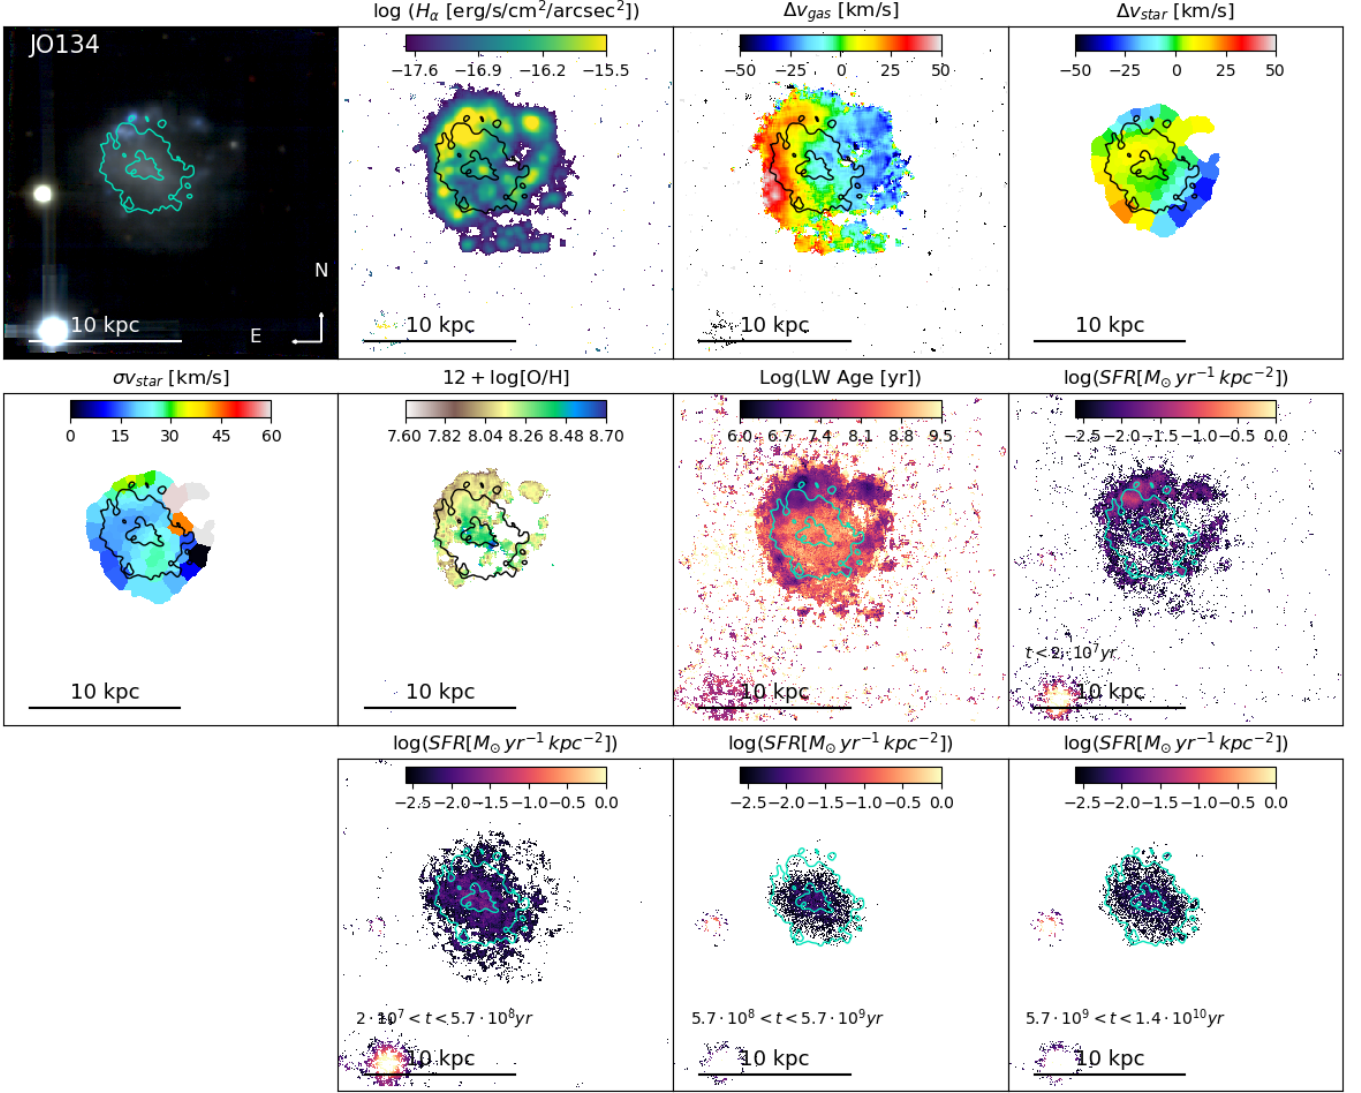 log (Hα [erg/s/cm²/arcsec²])
Δv_gas [km/s]
Δv_star [km/s]
JO134
−17.6 −16.9 −16.2 −15.5
−50 −25 0 25 50
−50 −25 0 25 50
N
E
10 kpc
10 kpc
10 kpc
10 kpc
σv_star [km/s]
12 + log[O/H]
Log(LW Age [yr])
log(SFR[M⊙ yr⁻¹ kpc⁻²])
0 15 30 45 60
7.60 7.82 8.04 8.26 8.48 8.70
6.0 6.7 7.4 8.1 8.8 9.5
−2.5 −2.0 −1.5 −1.0 −0.5 0.0
t < 2 · 10⁷yr
10 kpc
10 kpc
10 kpc
10 kpc
log(SFR[M⊙ yr⁻¹ kpc⁻²])
log(SFR[M⊙ yr⁻¹ kpc⁻²])
log(SFR[M⊙ yr⁻¹ kpc⁻²])
−2.5 −2.0 −1.5 −1.0 −0.5 0.0
−2.5 −2.0 −1.5 −1.0 −0.5 0.0
−2.5 −2.0 −1.5 −1.0 −0.5 0.0
2 · 10⁷ < t < 5.7 · 10⁸yr
5.7 · 10⁸ < t < 5.7 · 10⁹yr
5.7 · 10⁹ < t < 1.4 · 10¹⁰yr
10 kpc
10 kpc
10 kpc